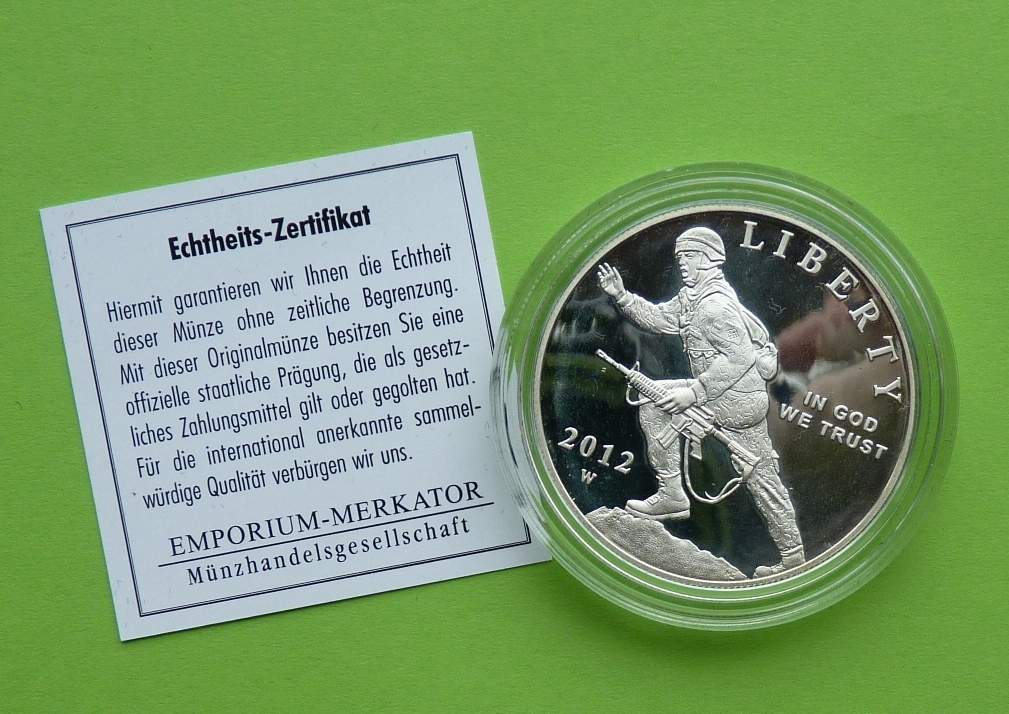 Echtheits-Zertifikat
Hiermit garantieren wir Ihnen die Echtheit
dieser Münze ohne zeitliche Begrenzung.
Mit dieser Originalmünze besitzen Sie eine
offizielle staatliche Prägung, die als gesetz-
liches Zahlungsmittel gilt oder gegolten hat.
Für die international anerkannte sammel-
würdige Qualität verbürgen wir uns.
EMPORIUM-MERKATOR
Münzhandelsgesellschaft
LIBERTY
IN GOD
WE TRUST
2012
W